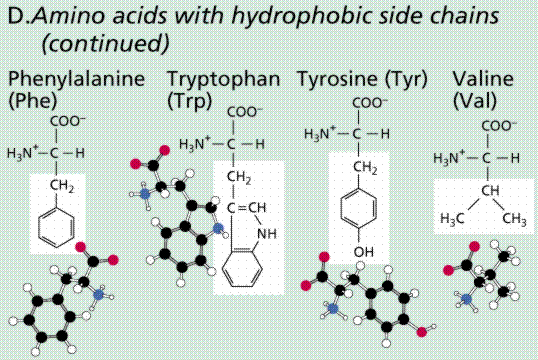 D.Amino acids with hydrophobic side chains
(continued)
Phenylalanine
(Phe)
Tryptophan
(Trp)
Tyrosine (Tyr)
Valine
(Val)
COO⁻
H₃N⁺–C–H
CH₂
COO⁻
H₃N⁺–C–H
CH₂
C=CH
NH
COO⁻
H₃N⁺–C–H
CH₂
OH
COO⁻
H₃N⁺–C–H
CH
H₃C CH₃